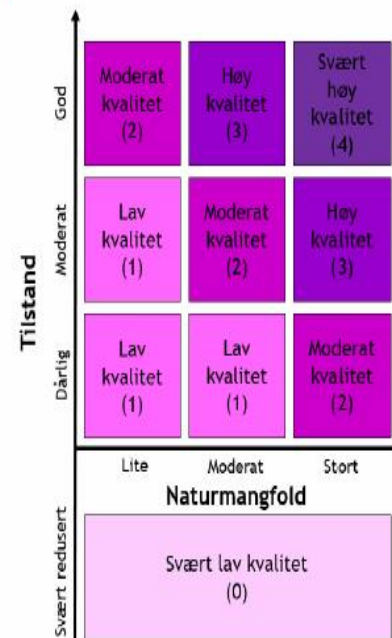 Tilstand
God
Moderat
kvalitet
(2)
Høy
kvalitet
(3)
Svært
høy
kvalitet
(4)
Moderat
Lav
kvalitet
(1)
Moderat
kvalitet
(2)
Høy
kvalitet
(3)
Dårlig
Lav
kvalitet
(1)
Lav
kvalitet
(1)
Moderat
kvalitet
(2)
Lite
Moderat
Stort
Naturmangfold
Svært redusert
Svært lav kvalitet
(0)